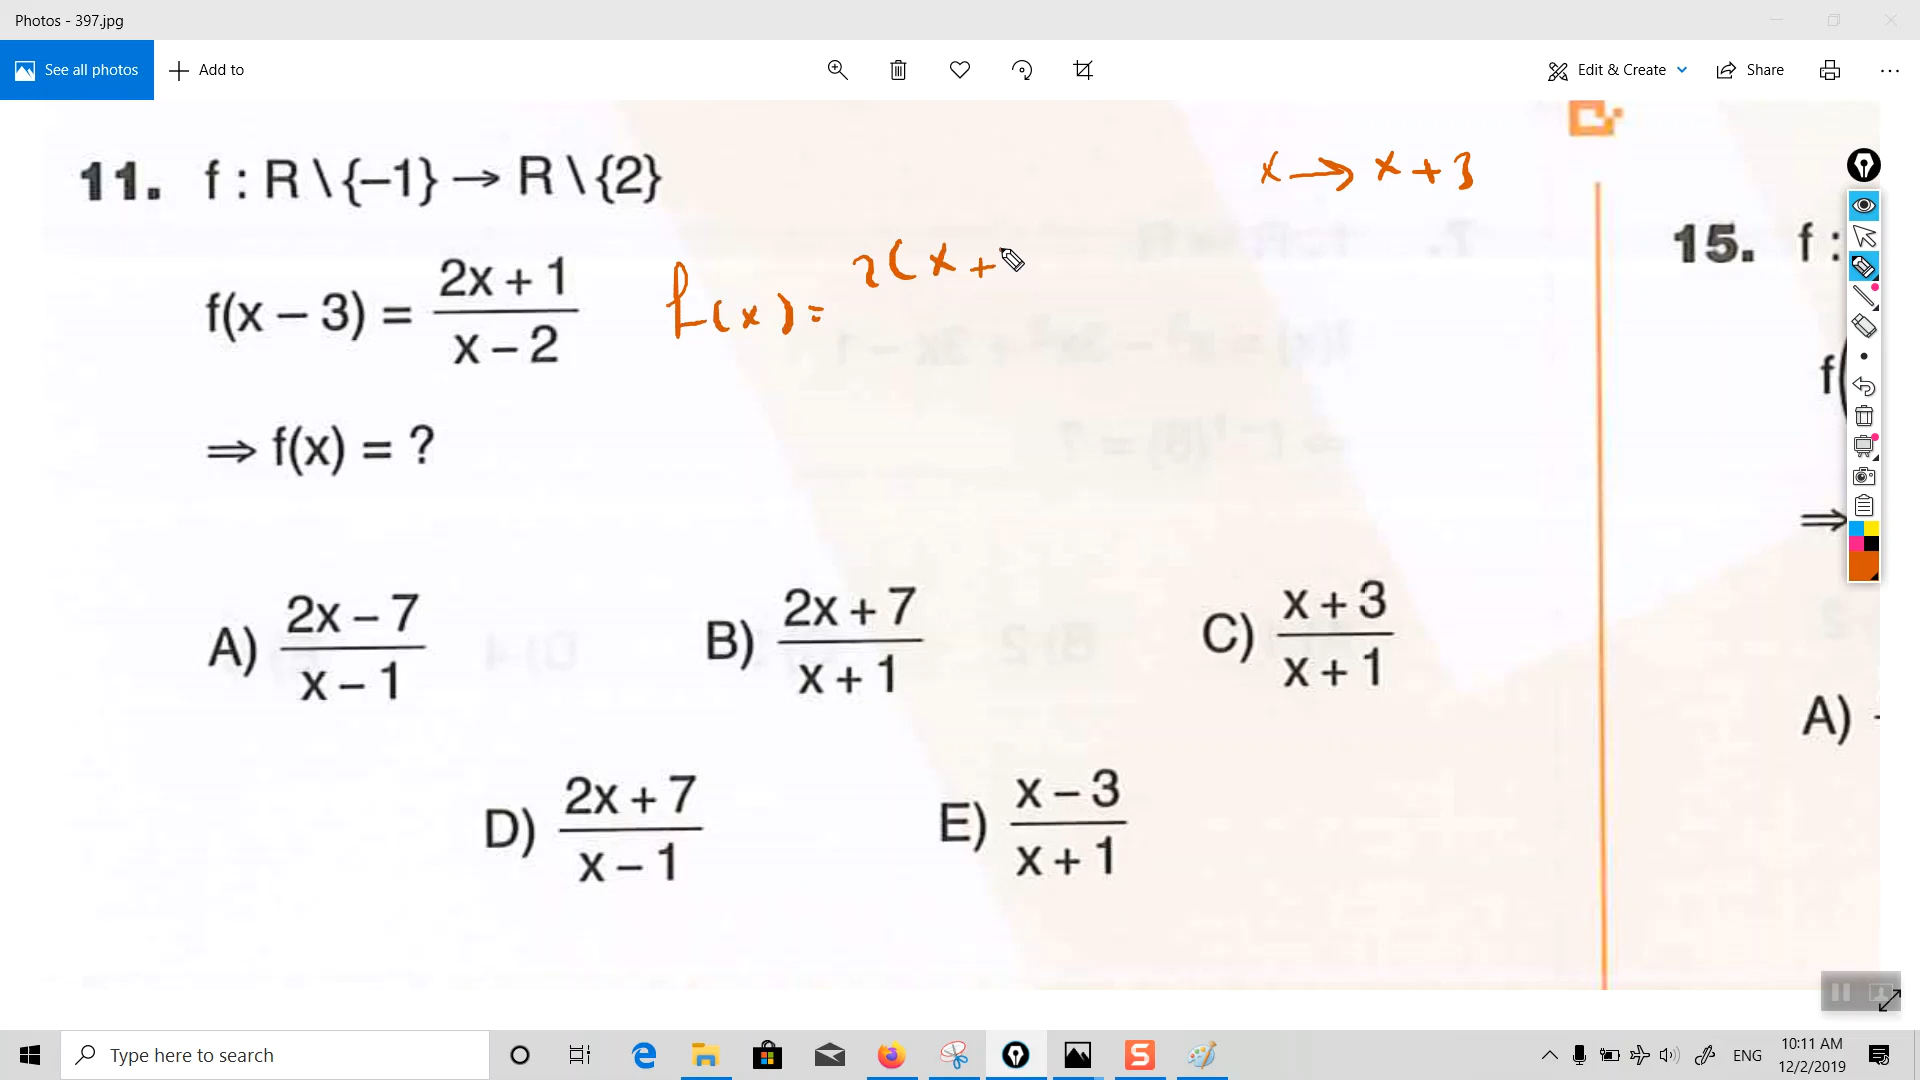 Photos - 397.jpg
See all photos
Add to
Edit & Create
Share
11. f : R \ {–1} → R \ {2}
x → x + 3
f(x – 3) = (2x + 1)/(x – 2)
f(x) = 2(x +
⇒ f(x) = ?
A) (2x – 7)/(x – 1)
B) (2x + 7)/(x + 1)
C) (x + 3)/(x + 1)
D) (2x + 7)/(x – 1)
E) (x – 3)/(x + 1)
15. f :
f(
⇒
A)
Type here to search
S
ENG
10:11 AM
12/2/2019